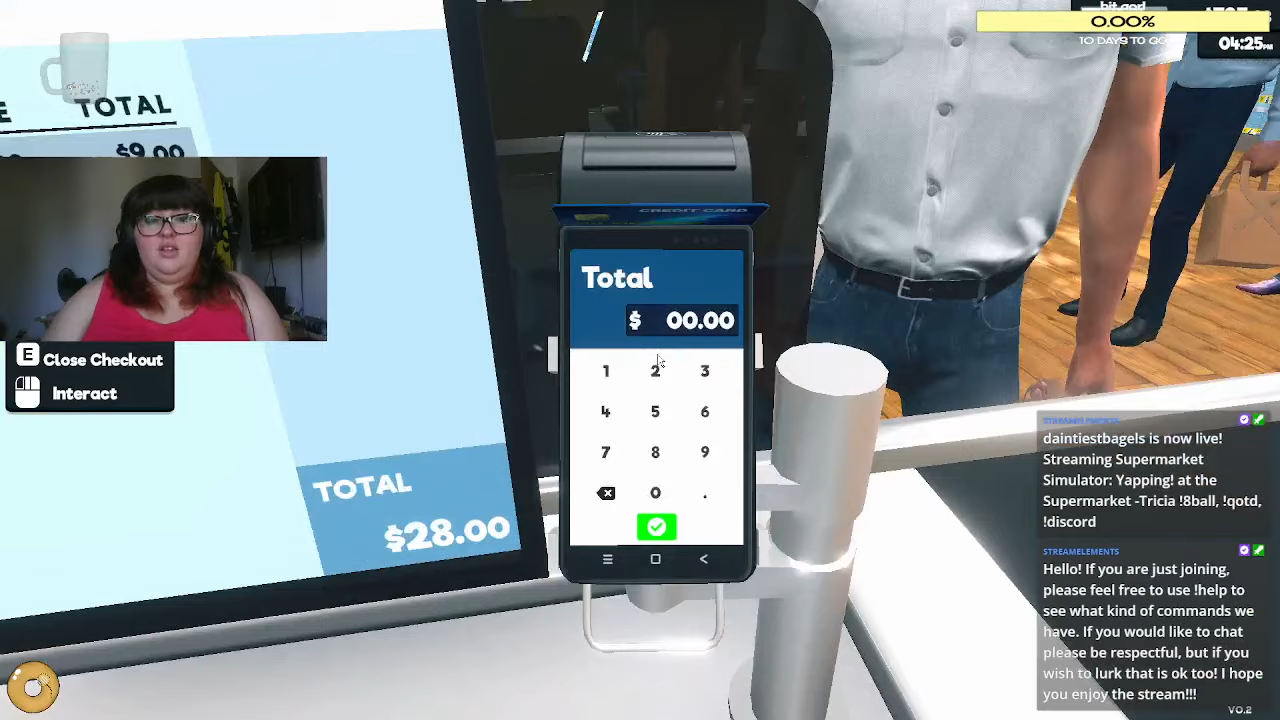 0.00%
10 DAYS TO GO
04:25PM
TOTAL
$9.00
CREDIT CARD
Total
$ 00.00
1 2 3
4 5 6
7 8 9
0 .
E Close Checkout
Interact
TOTAL
$28.00
daintiestbagels is now live!
Streaming Supermarket
Simulator: Yapping! at the
Supermarket -Tricia !8ball, !qotd,
!discord
STREAMELEMENTS
Hello! If you are just joining,
please feel free to use !help to
see what kind of commands we
have. If you would like to chat
please be respectful, but if you
wish to lurk that is ok too! I hope
you enjoy the stream!!!
V0.2